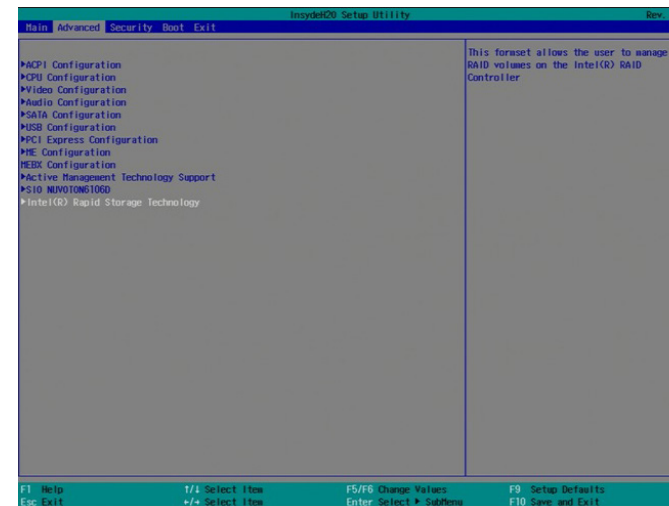 InsydeH20 Setup Utility Rev.
Main Advanced Security Boot Exit
This formset allows the user to manage
RAID volumes on the Intel(R) RAID
Controller
▶ACPI Configuration
▶CPU Configuration
▶Video Configuration
▶Audio Configuration
▶SATA Configuration
▶USB Configuration
▶PCI Express Configuration
▶ME Configuration
MEBX Configuration
▶Active Management Technology Support
▶SIO NUVOTON6106D
▶Intel(R) Rapid Storage Technology
F1 Help ↑/↓ Select Item F5/F6 Change Values F9 Setup Defaults
Esc Exit ←/→ Select Item Enter Select ▶ SubMenu F10 Save and Exit